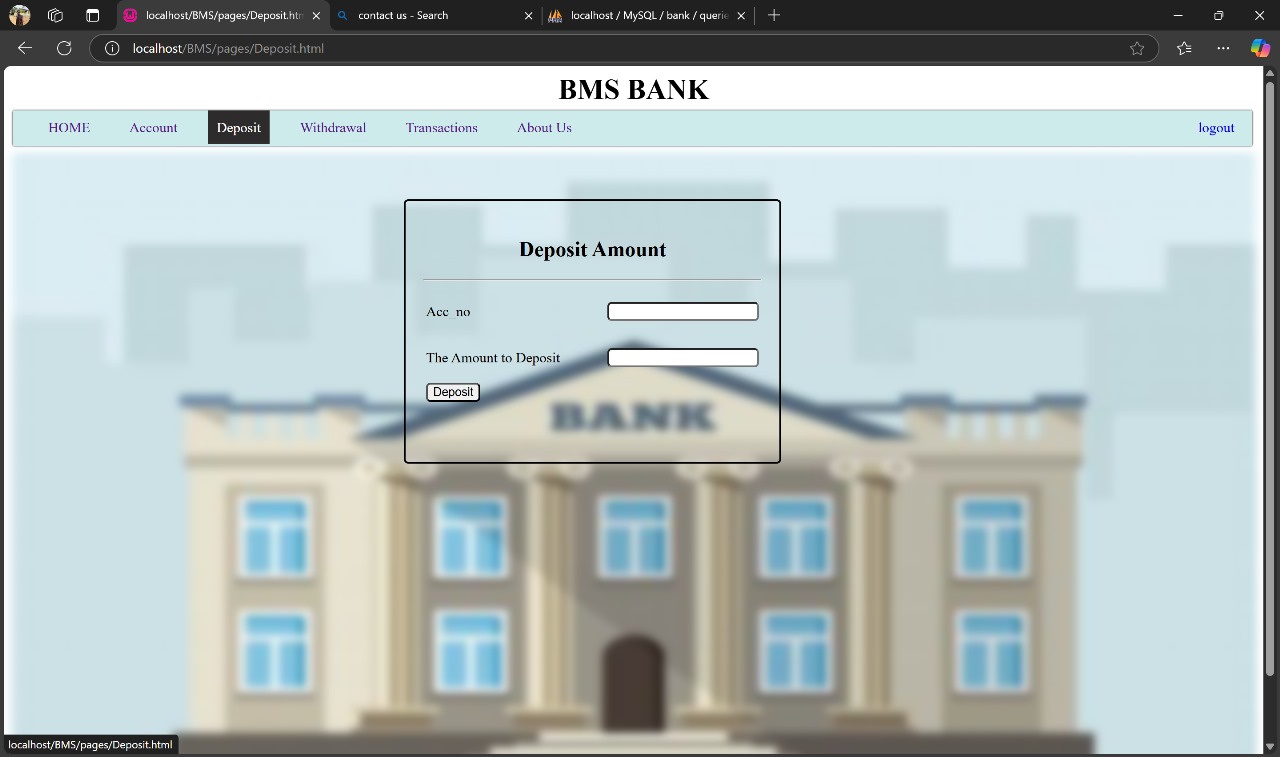 localhost/BMS/pages/Deposit.htm
contact us - Search
localhost / MySQL / bank / querie
localhost/BMS/pages/Deposit.html
BMS BANK
HOME Account Deposit Withdrawal Transactions About Us logout
Deposit Amount
Acc_no
The Amount to Deposit
Deposit
BANK
localhost/BMS/pages/Deposit.html